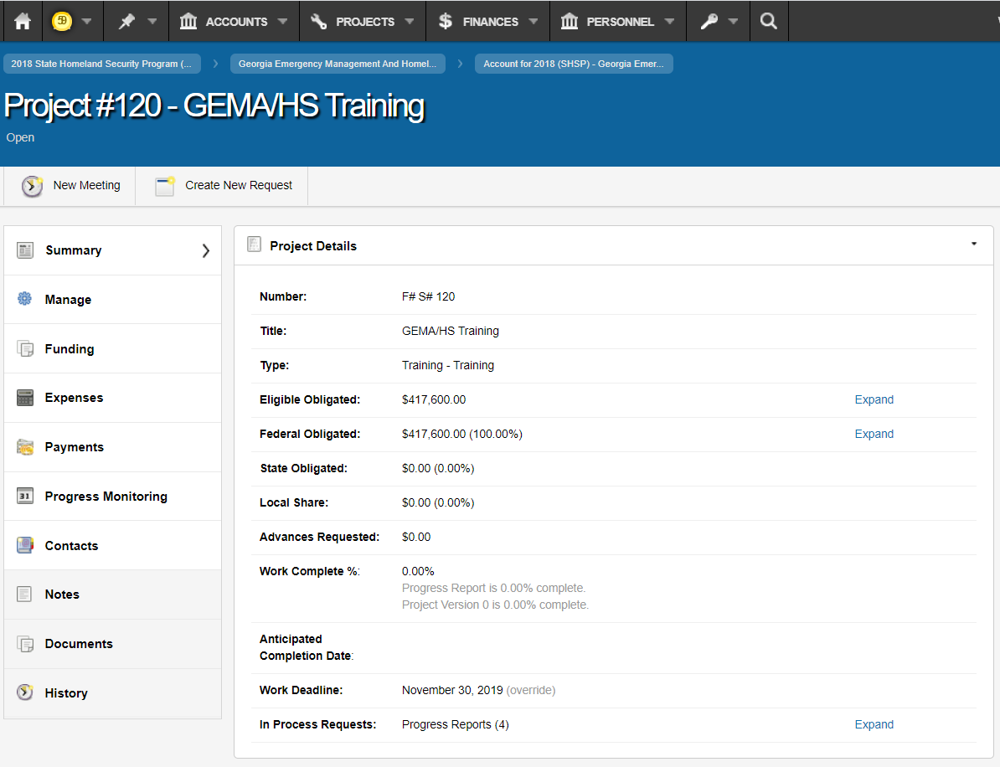 59 ACCOUNTS PROJECTS FINANCES PERSONNEL
2018 State Homeland Security Program (... Georgia Emergency Management And Homel... Account for 2018 (SHSP) - Georgia Emer...
Project #120 - GEMA/HS Training
Open
New Meeting Create New Request
Summary
Manage
Funding
Expenses
Payments
31 Progress Monitoring
Contacts
Notes
Documents
History
Project Details
Number: F# S# 120
Title: GEMA/HS Training
Type: Training - Training
Eligible Obligated: $417,600.00 Expand
Federal Obligated: $417,600.00 (100.00%) Expand
State Obligated: $0.00 (0.00%)
Local Share: $0.00 (0.00%)
Advances Requested: $0.00
Work Complete %: 0.00%
Progress Report is 0.00% complete.
Project Version 0 is 0.00% complete.
Anticipated
Completion Date:
Work Deadline: November 30, 2019 (override)
In Process Requests: Progress Reports (4) Expand